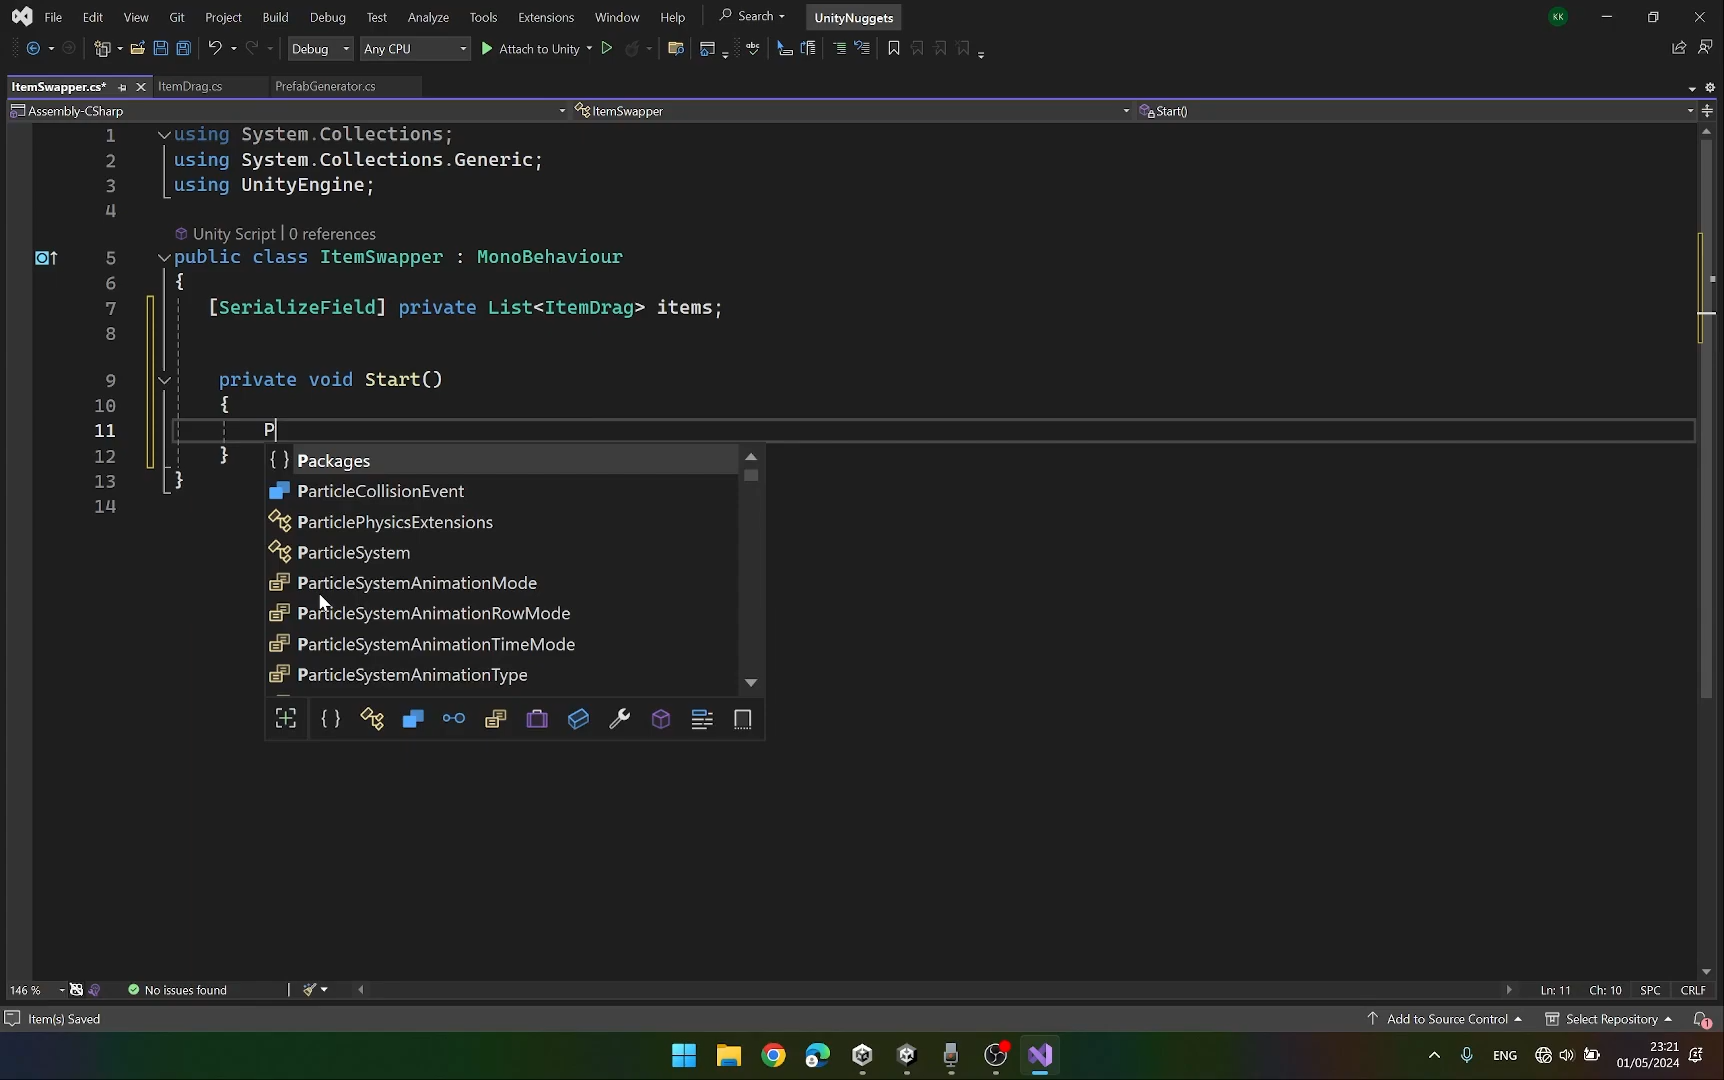 File Edit View Git Project Build Debug Test Analyze Tools Extensions Window Help Search UnityNuggets KK
Debug Any CPU Attach to Unity abc
ItemSwapper.cs* ItemDrag.cs PrefabGenerator.cs
Assembly-CSharp ItemSwapper Start()
1 using System.Collections;
2 using System.Collections.Generic;
3 using UnityEngine;
4
Unity Script | 0 references
5 public class ItemSwapper : MonoBehaviour
6 {
7 [SerializeField] private List<ItemDrag> items;
8
9 private void Start()
10 {
11 P
12 }
13 }
14
{ } Packages
ParticleCollisionEvent
ParticlePhysicsExtensions
ParticleSystem
ParticleSystemAnimationMode
ParticleSystemAnimationRowMode
ParticleSystemAnimationTimeMode
ParticleSystemAnimationType
{ }
146 % No issues found Ln: 11 Ch: 10 SPC CRLF
Item(s) Saved Add to Source Control Select Repository 1
ENG 23:21
01/05/2024